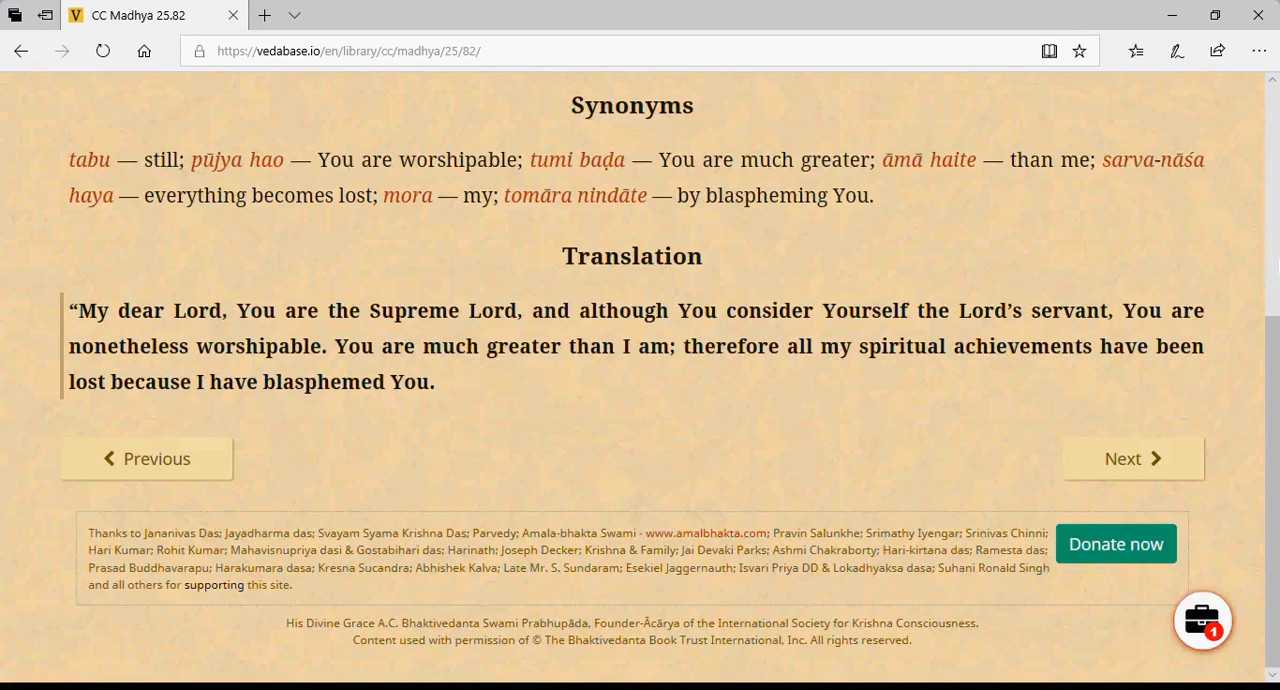 CC Madhya 25.82
https://vedabase.io/en/library/cc/madhya/25/82/
Synonyms
tabu — still; pūjya hao — You are worshipable; tumi baḍa — You are much greater; āmā haite — than me; sarva-nāśa
haya — everything becomes lost; mora — my; tomāra nindāte — by blaspheming You.
Translation
“My dear Lord, You are the Supreme Lord, and although You consider Yourself the Lord’s servant, You are
nonetheless worshipable. You are much greater than I am; therefore all my spiritual achievements have been
lost because I have blasphemed You.
Previous
Next
Thanks to Jananivas Das; Jayadharma das; Svayam Syama Krishna Das; Parvedy; Amala-bhakta Swami - www.amalbhakta.com; Pravin Salunkhe; Srimathy Iyengar; Srinivas Chinni;
Hari Kumar; Rohit Kumar; Mahavisnupriya dasi & Gostabihari das; Harinath; Joseph Decker; Krishna & Family; Jai Devaki Parks; Ashmi Chakraborty; Hari-kirtana das; Ramesta das;
Prasad Buddhavarapu; Harakumara dasa; Kresna Sucandra; Abhishek Kalva; Late Mr. S. Sundaram; Esekiel Jaggernauth; Isvari Priya DD & Lokadhyaksa dasa; Suhani Ronald Singh
and all others for supporting this site.
Donate now
His Divine Grace A.C. Bhaktivedanta Swami Prabhupāda, Founder-Ācārya of the International Society for Krishna Consciousness.
Content used with permission of © The Bhaktivedanta Book Trust International, Inc. All rights reserved.
1